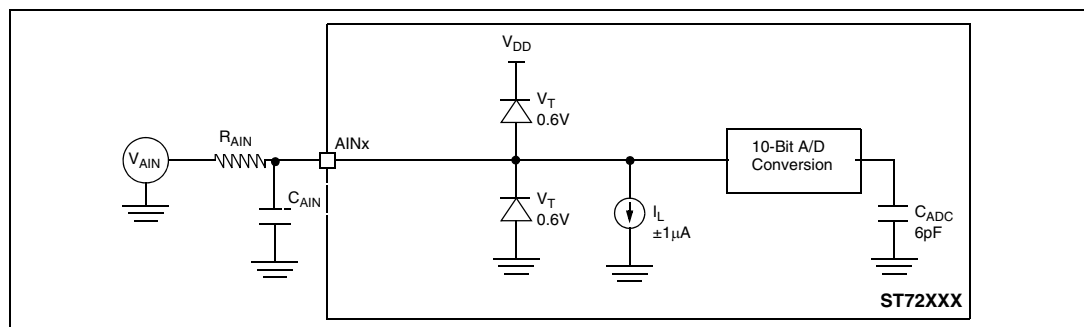 V_DD
V_T
0.6V
R_AIN
AINx
V_AIN
10-Bit A/D
Conversion
C_AIN
V_T
0.6V
I_L
±1μA
C_ADC
6pF
ST72XXX